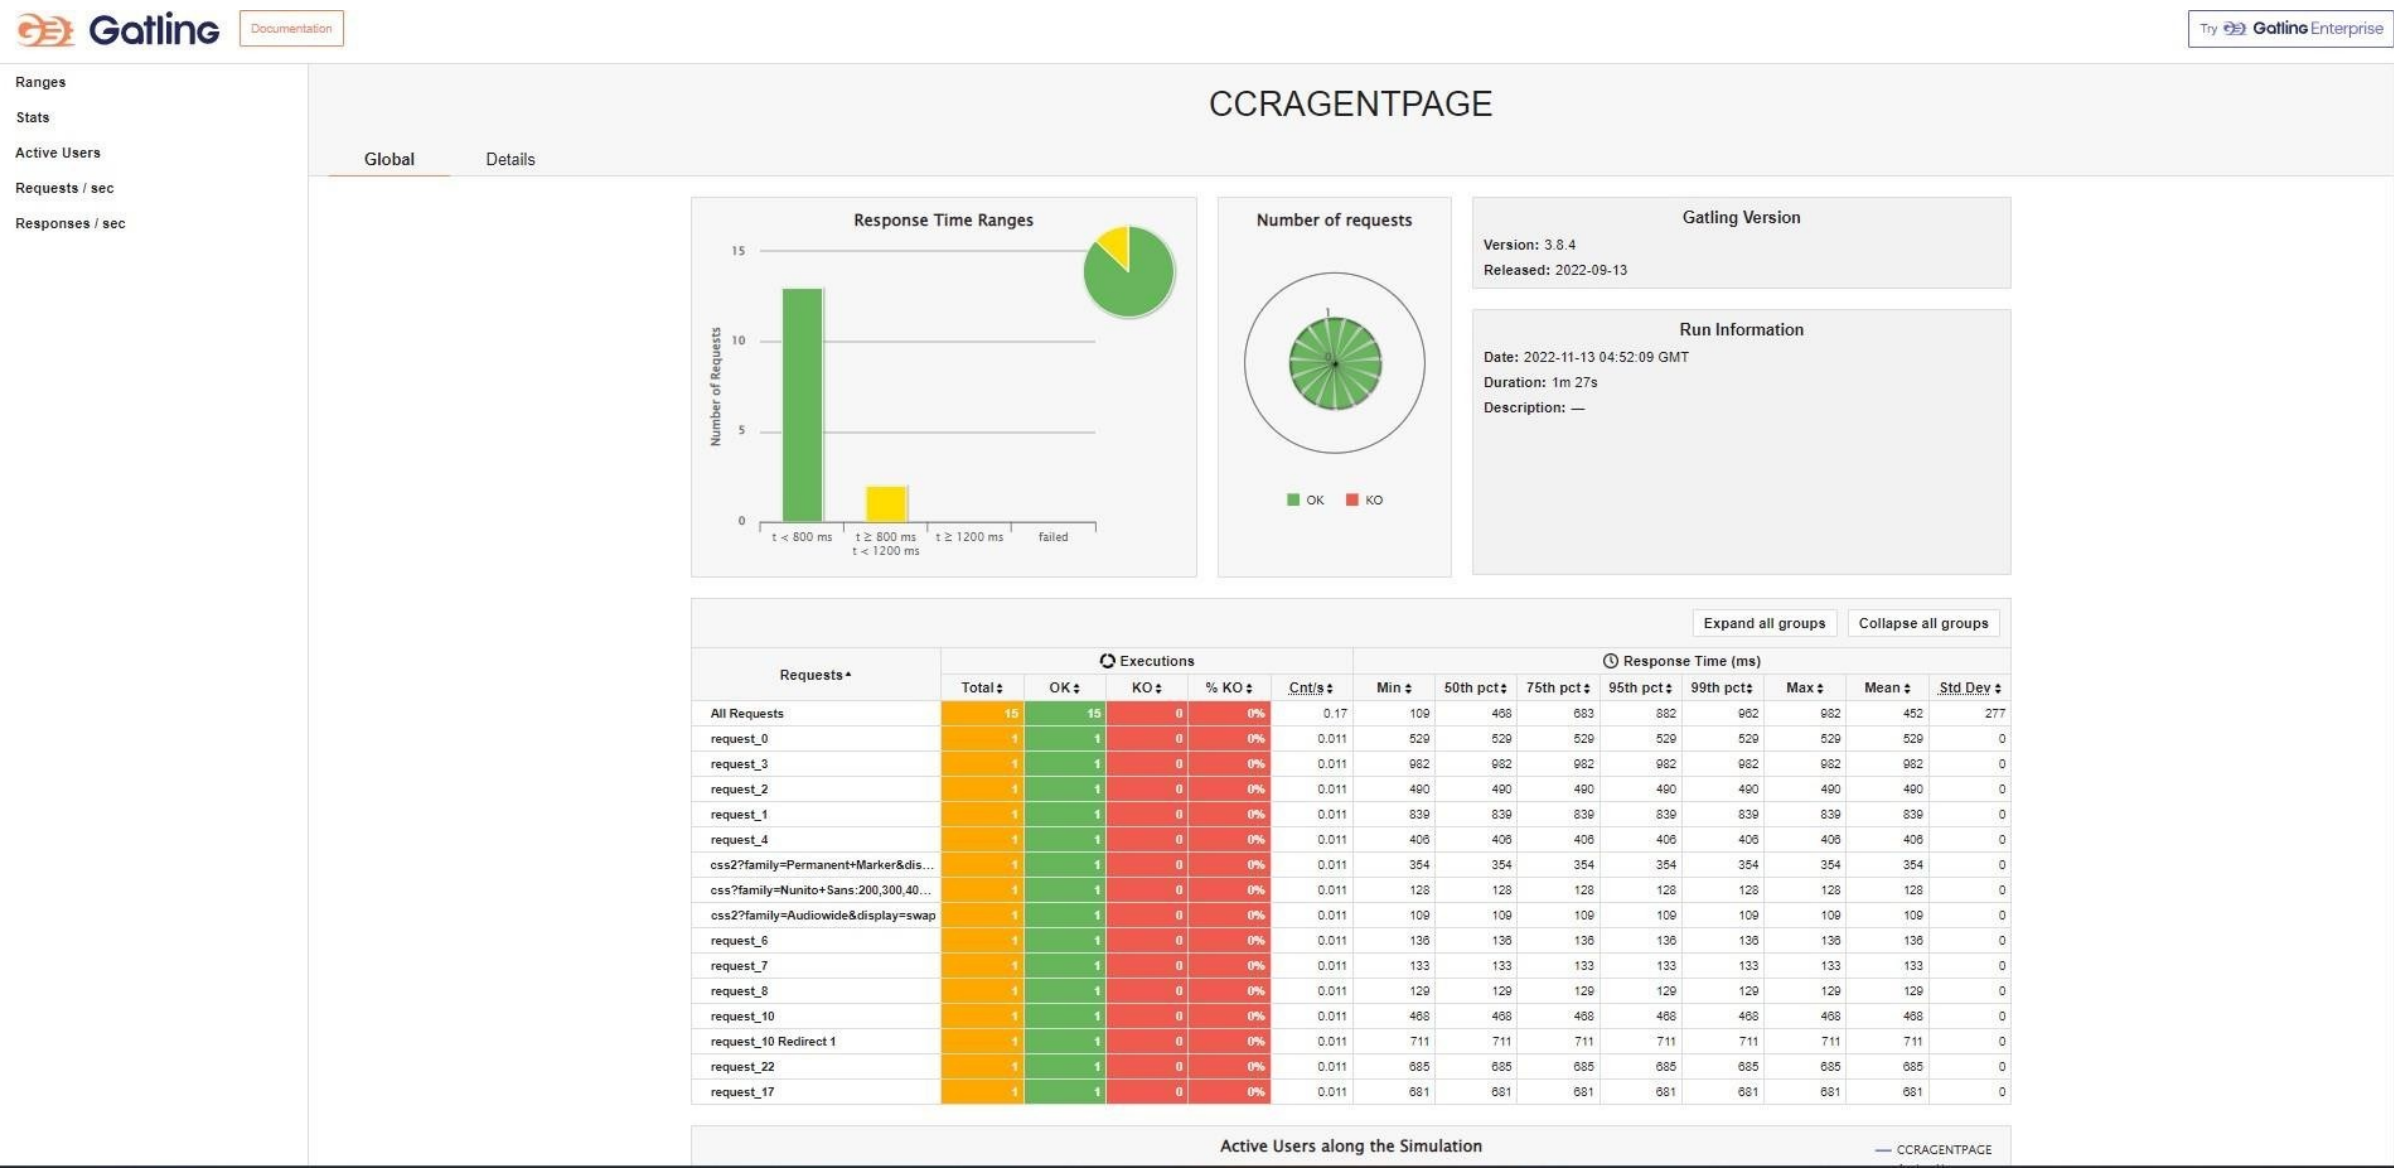 Gatling Documentation Try Gatling Enterprise
Ranges
Stats
Active Users
Requests / sec
Responses / sec
CCRAGENTPAGE
Global Details
Response Time Ranges
Number of Requests
15
10
5
0
t < 800 ms
t ≥ 800 ms
t < 1200 ms
t ≥ 1200 ms
failed
Number of requests
1
0
OK KO
Gatling Version
Version: 3.8.4
Released: 2022-09-13
Run Information
Date: 2022-11-13 04:52:09 GMT
Duration: 1m 27s
Description: —
Expand all groups Collapse all groups
Requests Executions Response Time (ms)
Total OK KO % KO Cnt/s Min 50th pct 75th pct 95th pct 99th pct Max Mean Std Dev
All Requests 15 15 0 0% 0.17 109 468 683 882 962 982 452 277
request_0 1 1 0 0% 0.011 529 529 529 529 529 529 529 0
request_3 1 1 0 0% 0.011 982 982 982 982 982 982 982 0
request_2 1 1 0 0% 0.011 490 490 490 490 490 490 490 0
request_1 1 1 0 0% 0.011 839 839 839 839 839 839 839 0
request_4 1 1 0 0% 0.011 406 406 406 406 406 406 406 0
css2?family=Permanent+Marker&dis... 1 1 0 0% 0.011 354 354 354 354 354 354 354 0
css?family=Nunito+Sans:200,300,40... 1 1 0 0% 0.011 128 128 128 128 128 128 128 0
css2?family=Audiowide&display=swap 1 1 0 0% 0.011 109 109 109 109 109 109 109 0
request_6 1 1 0 0% 0.011 136 136 136 136 136 136 136 0
request_7 1 1 0 0% 0.011 133 133 133 133 133 133 133 0
request_8 1 1 0 0% 0.011 129 129 129 129 129 129 129 0
request_10 1 1 0 0% 0.011 468 468 468 468 468 468 468 0
request_10 Redirect 1 1 1 0 0% 0.011 711 711 711 711 711 711 711 0
request_22 1 1 0 0% 0.011 685 685 685 685 685 685 685 0
request_17 1 1 0 0% 0.011 681 681 681 681 681 681 681 0
Active Users along the Simulation
CCRAGENTPAGE